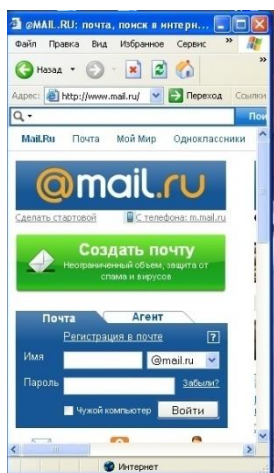 @MAIL.RU: почта, поиск в интерн...
Файл Правка Вид Избранное Сервис »
Назад
Адрес: http://www.mail.ru/ Переход Ссылки
Пои
Mail.Ru Почта Мой Мир Одноклассники
@mail.ru
Сделать стартовой С телефона: m.mail.ru
Создать почту
Неограниченный объем, защита от
спама и вирусов
Почта Агент
Регистрация в почте ?
Имя @mail.ru
Пароль Забыли?
Чужой компьютер Войти
Интернет